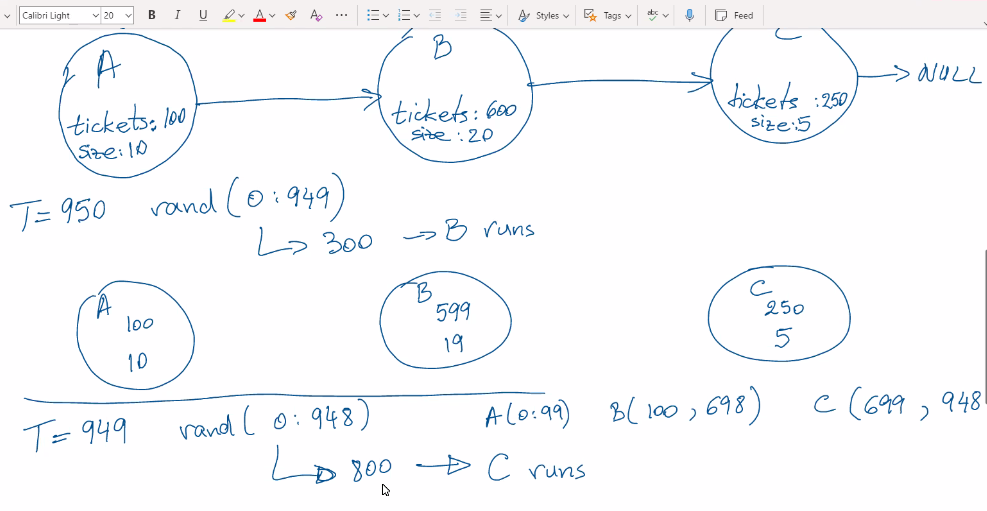 Calibri Light 20 B I U A Styles Tags abc Feed
A B C
tickets: 100 tickets: 600 tickets: 250 NULL
size: 10 size: 20 size: 5
T = 950 rand(0:949)
300 → B runs
A B C
100 599 250
10 19 5
T = 949 rand(0:948) A(0:99) B(100, 698) C(699, 948
800 → C runs